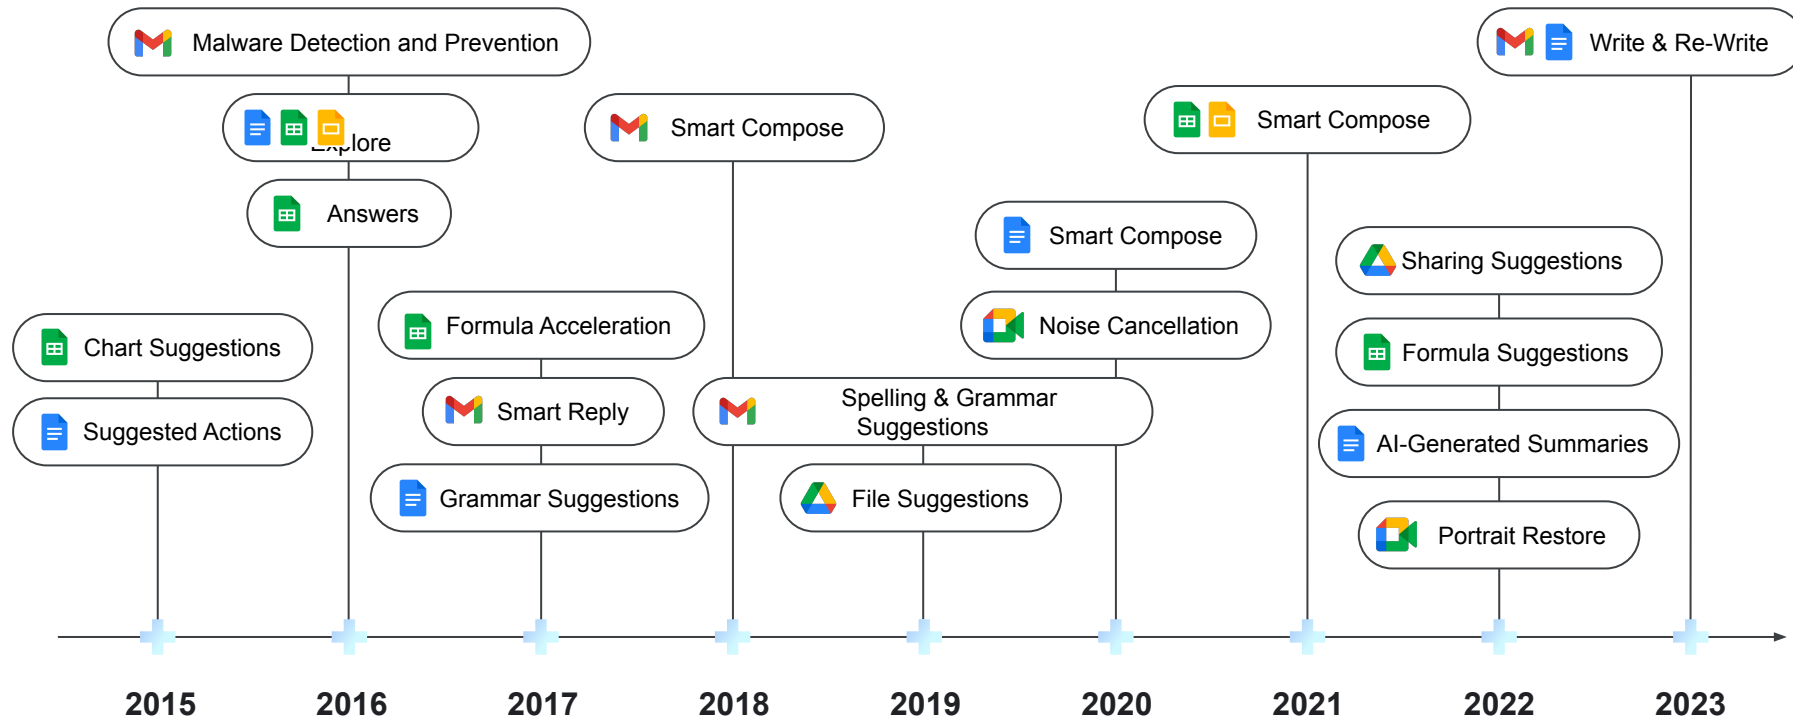 Malware Detection and Prevention
Write & Re-Write
Explore
Smart Compose
Smart Compose
Answers
Smart Compose
Sharing Suggestions
Formula Acceleration
Noise Cancellation
Chart Suggestions
Formula Suggestions
Smart Reply
Spelling & Grammar
Suggestions
Suggested Actions
AI-Generated Summaries
Grammar Suggestions
File Suggestions
Portrait Restore
2015
2016
2017
2018
2019
2020
2021
2022
2023